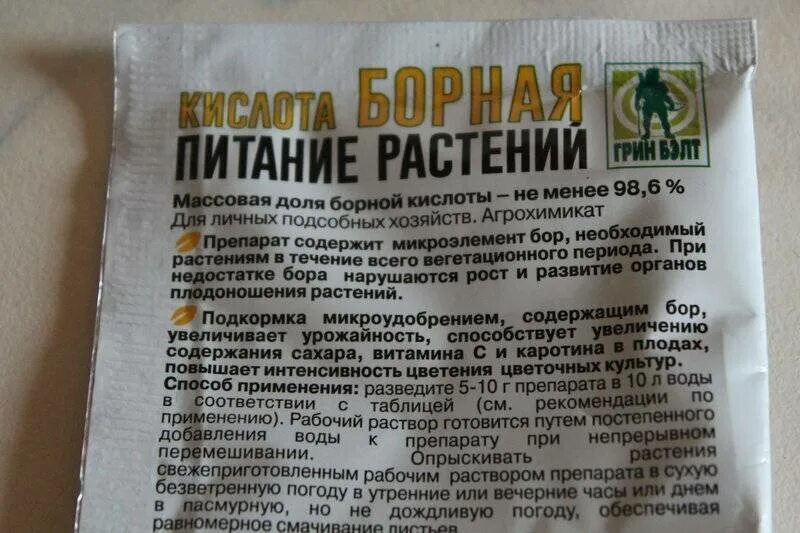 КИСЛОТА БОРНАЯ
ПИТАНИЕ РАСТЕНИЙ
ГРИН БЭЛТ
Массовая доля борной кислоты – не менее 98,6 %
Для личных подсобных хозяйств. Агрохимикат
Препарат содержит микроэлемент бор, необходимый
растениям в течение всего вегетационного периода. При
недостатке бора нарушаются рост и развитие органов
плодоношения растений.
Подкормка микроудобрением, содержащим бор,
увеличивает урожайность, способствует увеличению
содержания сахара, витамина С и каротина в плодах,
повышает интенсивность цветения цветочных культур.
Способ применения: разведите 5-10 г препарата в 10 л воды
в соответствии с таблицей (см. рекомендации по
применению). Рабочий раствор готовится путем постепенного
добавления воды к препарату при непрерывном
перемешивании. Опрыскивать растения
свежеприготовленным рабочим раствором препарата в сухую
безветренную погоду в утренние или вечерние часы или днем
в пасмурную, но не дождливую погоду, обеспечивая
равномерное смачивание листьев.